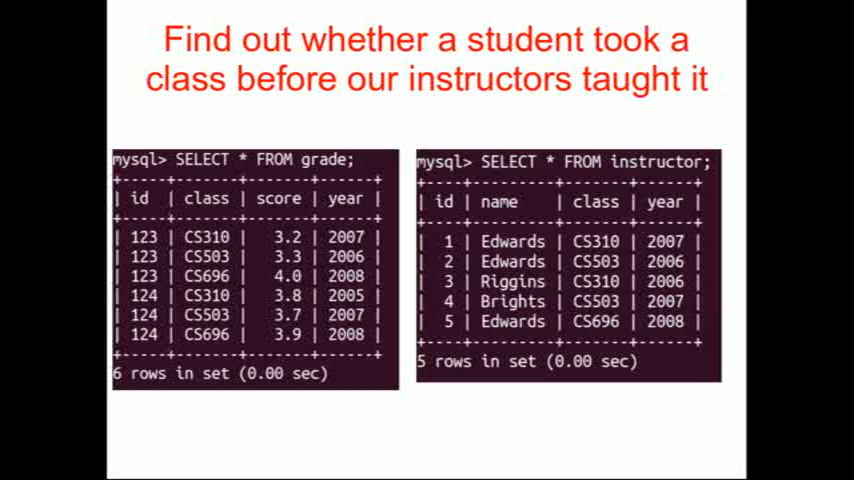 Find out whether a student took a
class before our instructors taught it
mysql> SELECT * FROM grade;
+-----+-------+-------+------+
| id | class | score | year |
+-----+-------+-------+------+
| 123 | CS310 | 3.2 | 2007 |
| 123 | CS503 | 3.3 | 2006 |
| 123 | CS696 | 4.0 | 2008 |
| 124 | CS310 | 3.8 | 2005 |
| 124 | CS503 | 3.7 | 2007 |
| 124 | CS696 | 3.9 | 2008 |
+-----+-------+-------+------+
6 rows in set (0.00 sec)
mysql> SELECT * FROM instructor;
+----+---------+-------+------+
| id | name | class | year |
+----+---------+-------+------+
| 1 | Edwards | CS310 | 2007 |
| 2 | Edwards | CS503 | 2006 |
| 3 | Riggins | CS310 | 2006 |
| 4 | Brights | CS503 | 2007 |
| 5 | Edwards | CS696 | 2008 |
+----+---------+-------+------+
5 rows in set (0.00 sec)